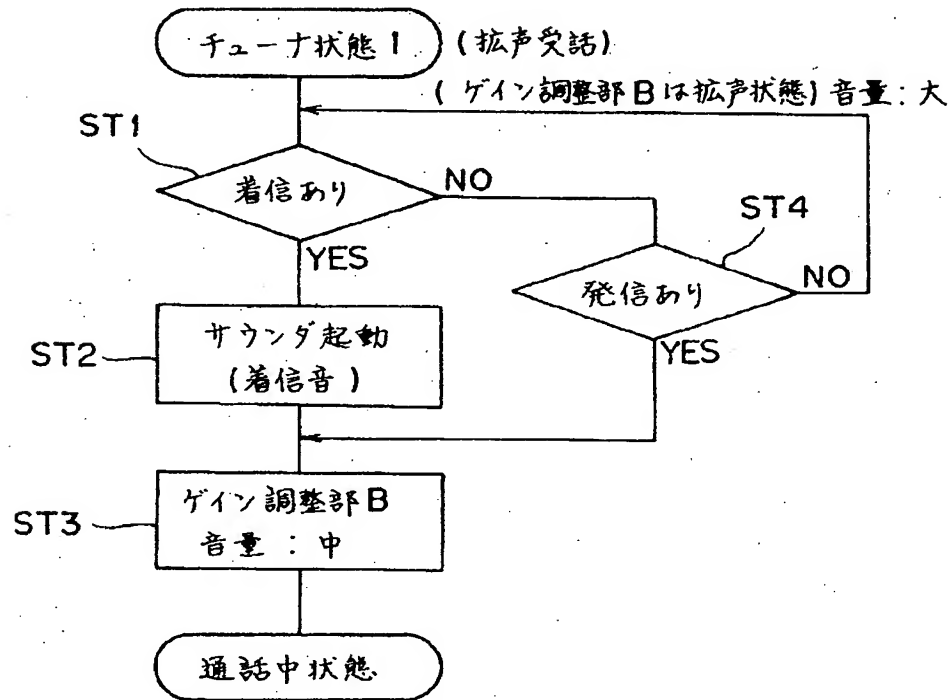 チューナ状態1 (拡声受話)
(ゲイン調整部Bは拡声状態) 音量:大
ST1
着信あり
NO
YES
ST4
発信あり
NO
YES
ST2
サウンダ起動
(着信音)
ST3
ゲイン調整部B
音量:中
通話中状態